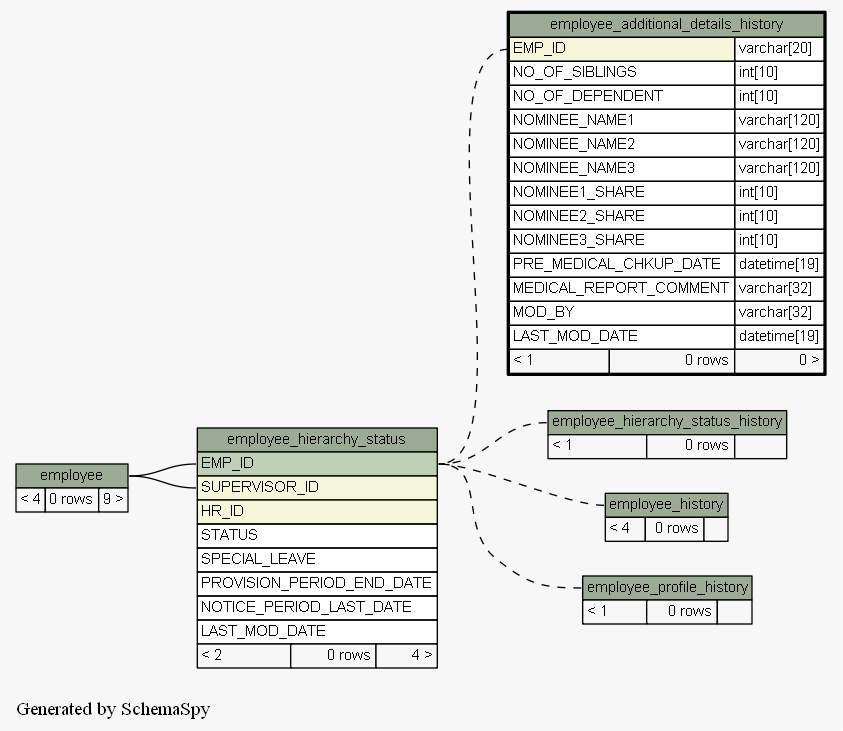 employee_additional_details_history
EMP_ID varchar[20]
NO_OF_SIBLINGS int[10]
NO_OF_DEPENDENT int[10]
NOMINEE_NAME1 varchar[120]
NOMINEE_NAME2 varchar[120]
NOMINEE_NAME3 varchar[120]
NOMINEE1_SHARE int[10]
NOMINEE2_SHARE int[10]
NOMINEE3_SHARE int[10]
PRE_MEDICAL_CHKUP_DATE datetime[19]
MEDICAL_REPORT_COMMENT varchar[32]
MOD_BY varchar[32]
LAST_MOD_DATE datetime[19]
< 1 0 rows 0 >
employee_hierarchy_status_history
< 1 0 rows
employee_hierarchy_status
EMP_ID
SUPERVISOR_ID
HR_ID
STATUS
SPECIAL_LEAVE
PROVISION_PERIOD_END_DATE
NOTICE_PERIOD_LAST_DATE
LAST_MOD_DATE
< 2 0 rows 4 >
employee
< 4 0 rows 9 >
employee_history
< 4 0 rows
employee_profile_history
< 1 0 rows
Generated by SchemaSpy